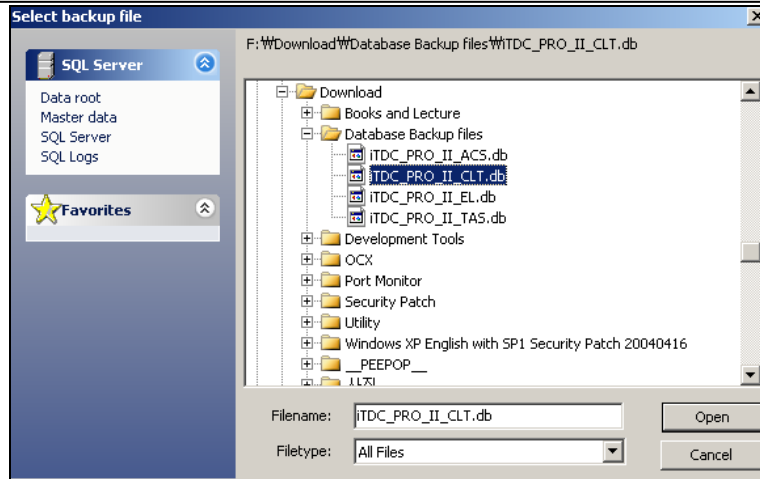 Select backup file
SQL Server
Data root
Master data
SQL Server
SQL Logs
Favorites
F:₩Download₩Database Backup files₩iTDC_PRO_II_CLT.db
Download
Books and Lecture
Database Backup files
iTDC_PRO_II_ACS.db
iTDC_PRO_II_CLT.db
iTDC_PRO_II_EL.db
iTDC_PRO_II_TAS.db
Development Tools
OCX
Port Monitor
Security Patch
Utility
Windows XP English with SP1 Security Patch 20040416
__PEEPOP__
Filename: iTDC_PRO_II_CLT.db Open
Filetype: All Files Cancel